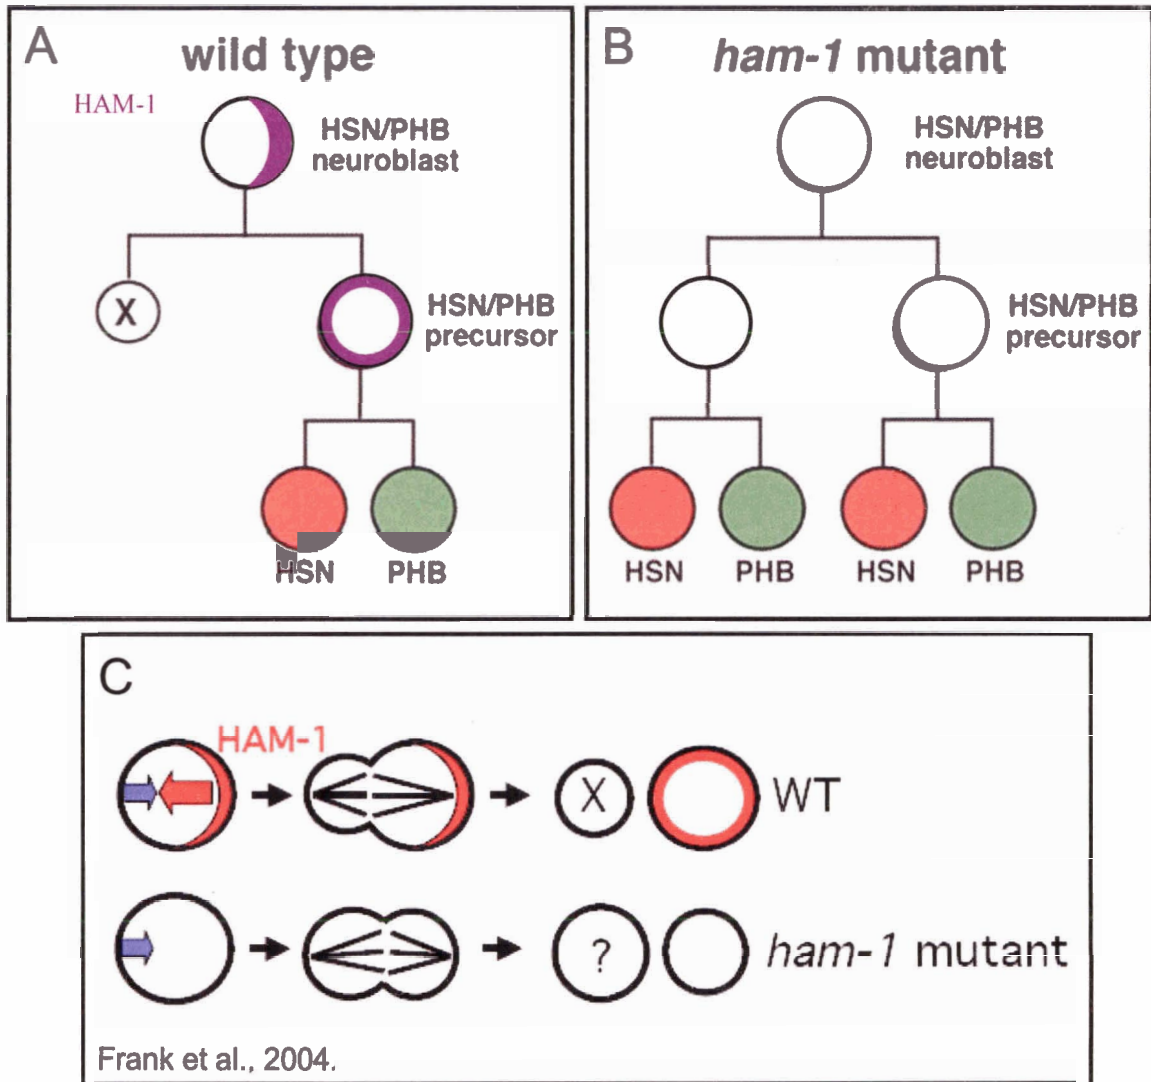 A
wild type
HAM-1
HSN/PHB
neuroblast
X
HSN/PHB
precursor
HSN PHB
B
ham-1 mutant
HSN/PHB
neuroblast
HSN/PHB
precursor
HSN PHB HSN PHB
C
HAM-1
X WT
? ham-1 mutant
Frank et al., 2004.